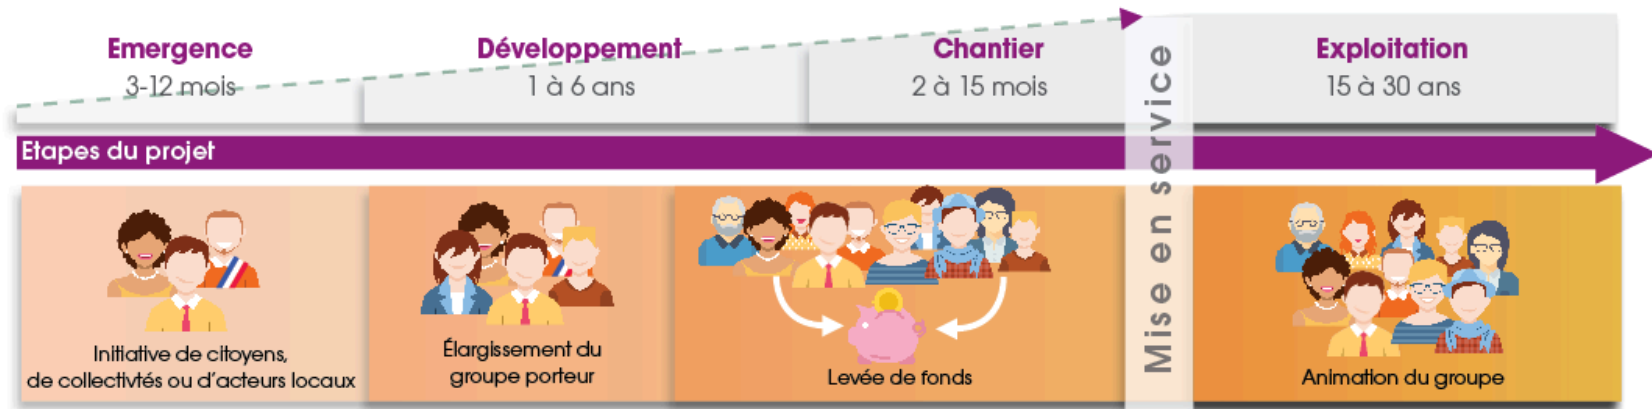 Emergence
3-12 mois
Développement
1 à 6 ans
Chantier
2 à 15 mois
Mise en service
Exploitation
15 à 30 ans
Etapes du projet
Initiative de citoyens,
de collectivtés ou d'acteurs locaux
Élargissement du
groupe porteur
Levée de fonds
Animation du groupe